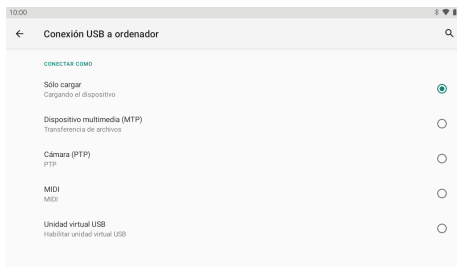 10:00
Conexión USB a ordenador
CONECTAR COMO
Sólo cargar
Cargando el dispositivo
Dispositivo multimedia (MTP)
Transferencia de archivos
Cámara (PTP)
PTP
MIDI
MIDI
Unidad virtual USB
Habilitar unidad virtual USB